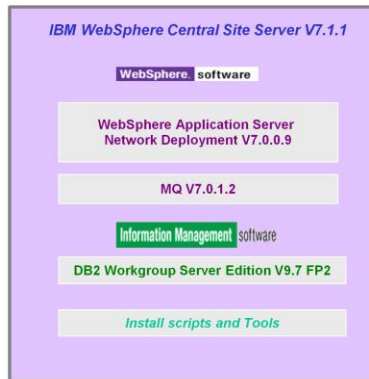 IBM WebSphere Central Site Server V7.1.1
WebSphere. software
WebSphere Application Server
Network Deployment V7.0.0.9
MQ V7.0.1.2
Information Management software
DB2 Workgroup Server Edition V9.7 FP2
Install scripts and Tools